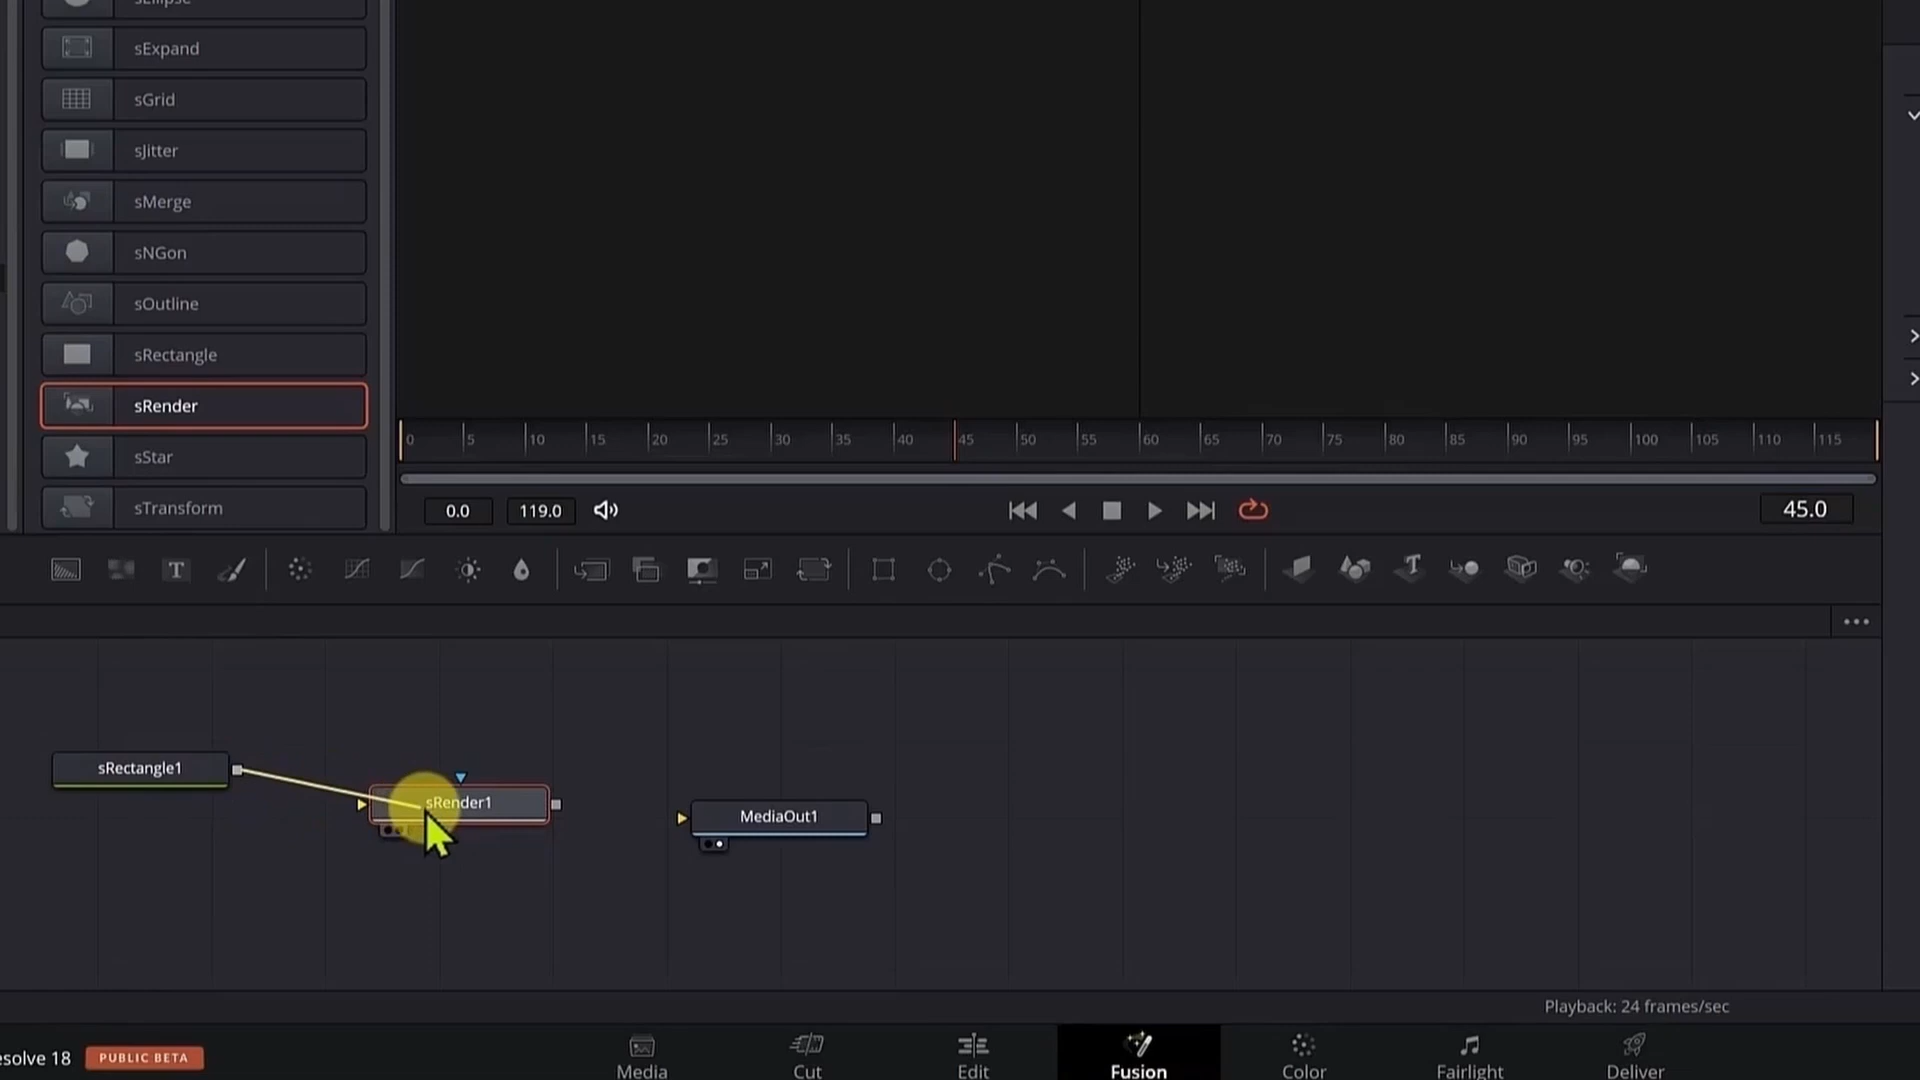 sEllipse
sExpand
sGrid
sJitter
sMerge
sNGon
sOutline
sRectangle
sRender
sStar
sTransform
0 5 10 15 20 25 30 35 40 45 50 55 60 65 70 75 80 85 90 95 100 105 110 115
0.0 119.0 45.0
T T
sRectangle1
sRender1
MediaOut1
Playback: 24 frames/sec
esolve 18 PUBLIC BETA
Media Cut Edit Fusion Color Fairlight Deliver